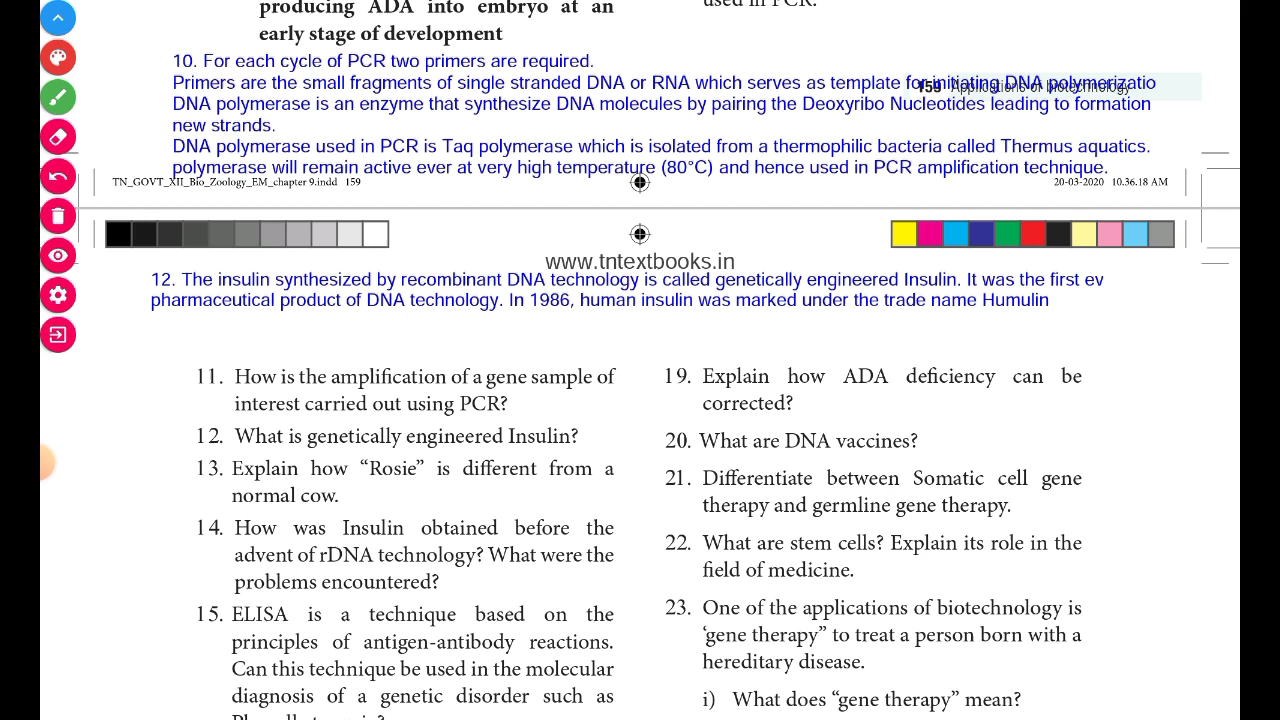 producing ADA into embryo at an
early stage of development
used in PCR.
10. For each cycle of PCR two primers are required.
Primers are the small fragments of single stranded DNA or RNA which serves as template for initiating DNA polymerizatio
159 Applications of biotechnology
DNA polymerase is an enzyme that synthesize DNA molecules by pairing the Deoxyribo Nucleotides leading to formation
new strands.
DNA polymerase used in PCR is Taq polymerase which is isolated from a thermophilic bacteria called Thermus aquatics.
polymerase will remain active ever at very high temperature (80°C) and hence used in PCR amplification technique.
TN_GOVT_XII_Bio_Zoology_EM_chapter 9.indd 159
20-03-2020 10.36.18 AM
www.tntextbooks.in
12. The insulin synthesized by recombinant DNA technology is called genetically engineered Insulin. It was the first ev
pharmaceutical product of DNA technology. In 1986, human insulin was marked under the trade name Humulin
11. How is the amplification of a gene sample of
interest carried out using PCR?
12. What is genetically engineered Insulin?
13. Explain how “Rosie” is different from a
normal cow.
14. How was Insulin obtained before the
advent of rDNA technology? What were the
problems encountered?
15. ELISA is a technique based on the
principles of antigen-antibody reactions.
Can this technique be used in the molecular
diagnosis of a genetic disorder such as
19. Explain how ADA deficiency can be
corrected?
20. What are DNA vaccines?
21. Differentiate between Somatic cell gene
therapy and germline gene therapy.
22. What are stem cells? Explain its role in the
field of medicine.
23. One of the applications of biotechnology is
‘gene therapy” to treat a person born with a
hereditary disease.
i) What does “gene therapy” mean?